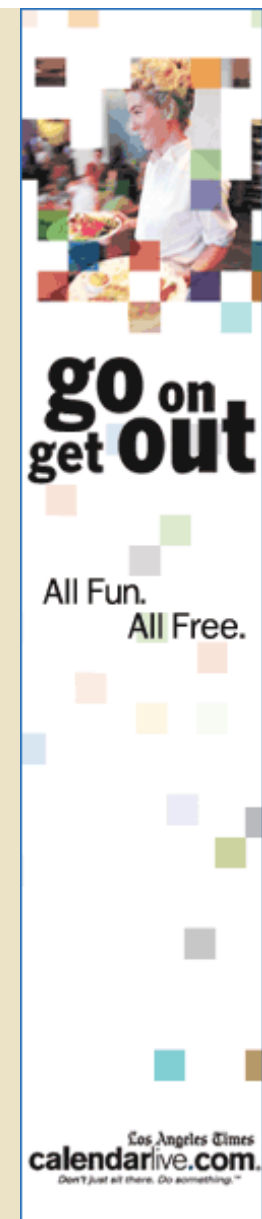 go on
get out
All Fun.
All Free.
Los Angeles Times
calendarlive.com.
Don't just sit there. Do something.™